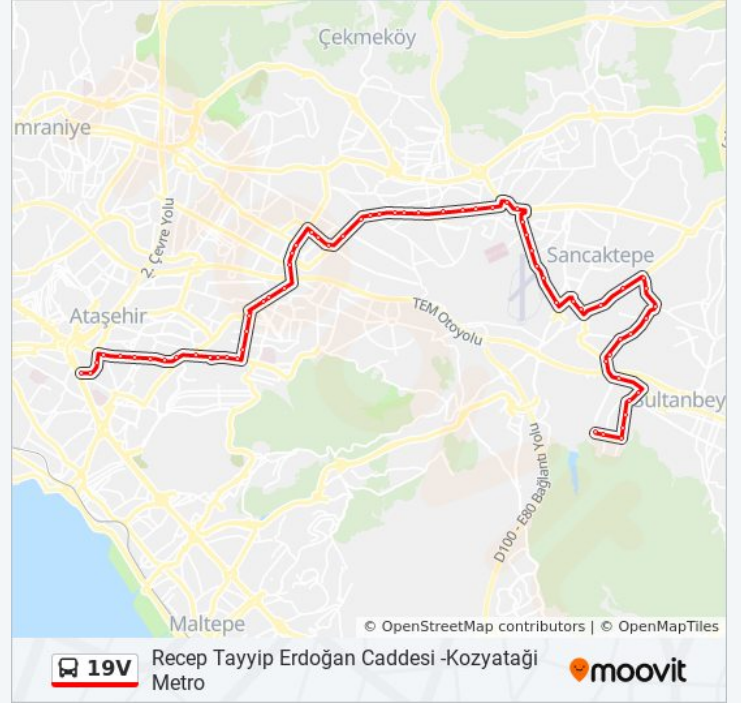 Çekmeköy
mraniye
2. Çevre Yolu
Sancaktepe
Ataşehir
TEM Otoyolu
Sultanbey
D100 - E80 Bağlantı Yolu
Maltepe
© OpenStreetMap contributors | © OpenMapTiles
19V
Recep Tayyip Erdoğan Caddesi -Kozyataği
Metro
moovit